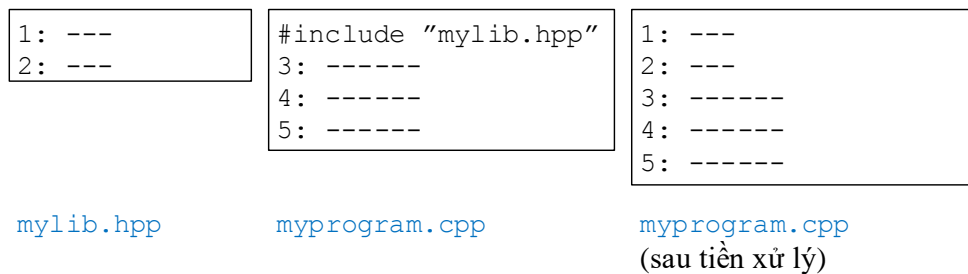 1: ---
2: ---
#include ”mylib.hpp”
3: ------
4: ------
5: ------
1: ---
2: ---
3: ------
4: ------
5: ------
mylib.hpp
myprogram.cpp
myprogram.cpp
(sau tiền xử lý)